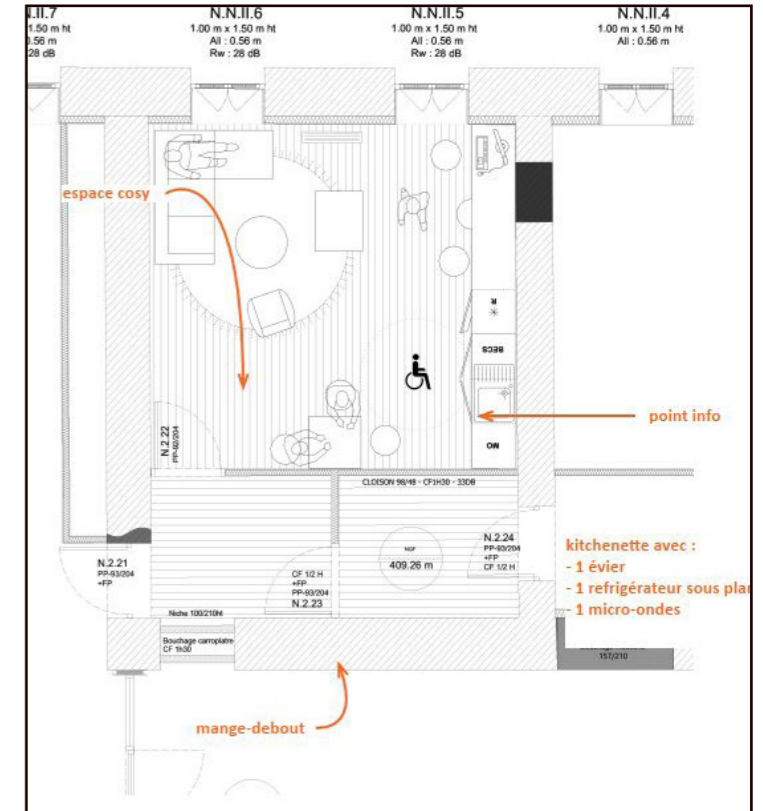 N.N.II.7
1.50 m ht
0.56 m
28 dB
N.N.II.6
1.00 m x 1.50 m ht
All : 0.56 m
Rw : 28 dB
N.N.II.5
1.00 m x 1.50 m ht
All : 0.56 m
Rw : 28 dB
N.N.II.4
1.00 m x 1.50 m ht
All : 0.56 m
espace cosy
R
BECS
MO
point info
N.2.22
PP-93/204
CLOISON 98/48 - CF1H30 - 33DB
N.2.21
PP-93/204
+FP
CF 1/2 H
+FP
PP-93/204
N.2.23
NGF
409.26 m
N.2.24
PP-93/204
+FP
CF 1/2 H
kitchenette avec :
- 1 évier
- 1 refrigérateur sous plan
- 1 micro-ondes
Niche 100/210ht
Bouchage carroplatre
CF 1h30
157/210
mange-debout